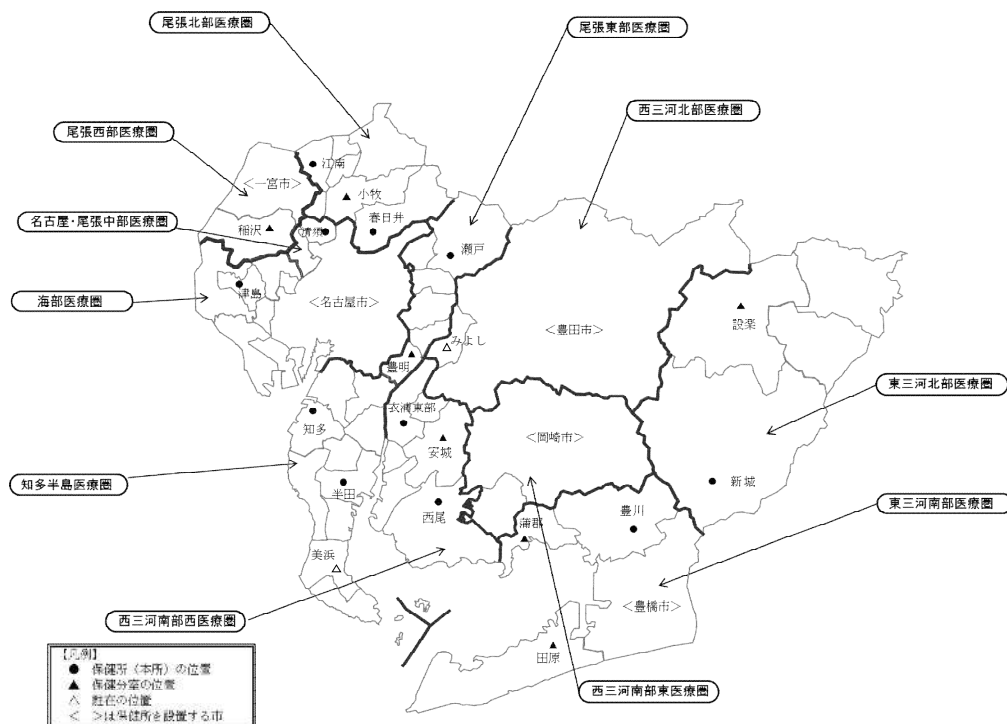 尾張北部医療圏
尾張東部医療圏
西三河北部医療圏
尾張西部医療圏
江南
<一宮市>
小牧
春日井
名古屋・尾張中部医療圏
稲沢
清須
瀬戸
津島
海部医療圏
<名古屋市>
設楽
<豊田市>
みよし
豊明
東三河北部医療圏
衣浦東部
知多
<岡崎市>
安城
知多半島医療圏
半田
新城
西尾
豊川
東三河南部医療圏
蒲郡
美浜
<豊橋市>
西三河南部西医療圏
田原
西三河南部東医療圏
【凡例】
● 保健所(本所)の位置
▲ 保健分室の位置
△ 駐在の位置
< >は保健所を設置する市